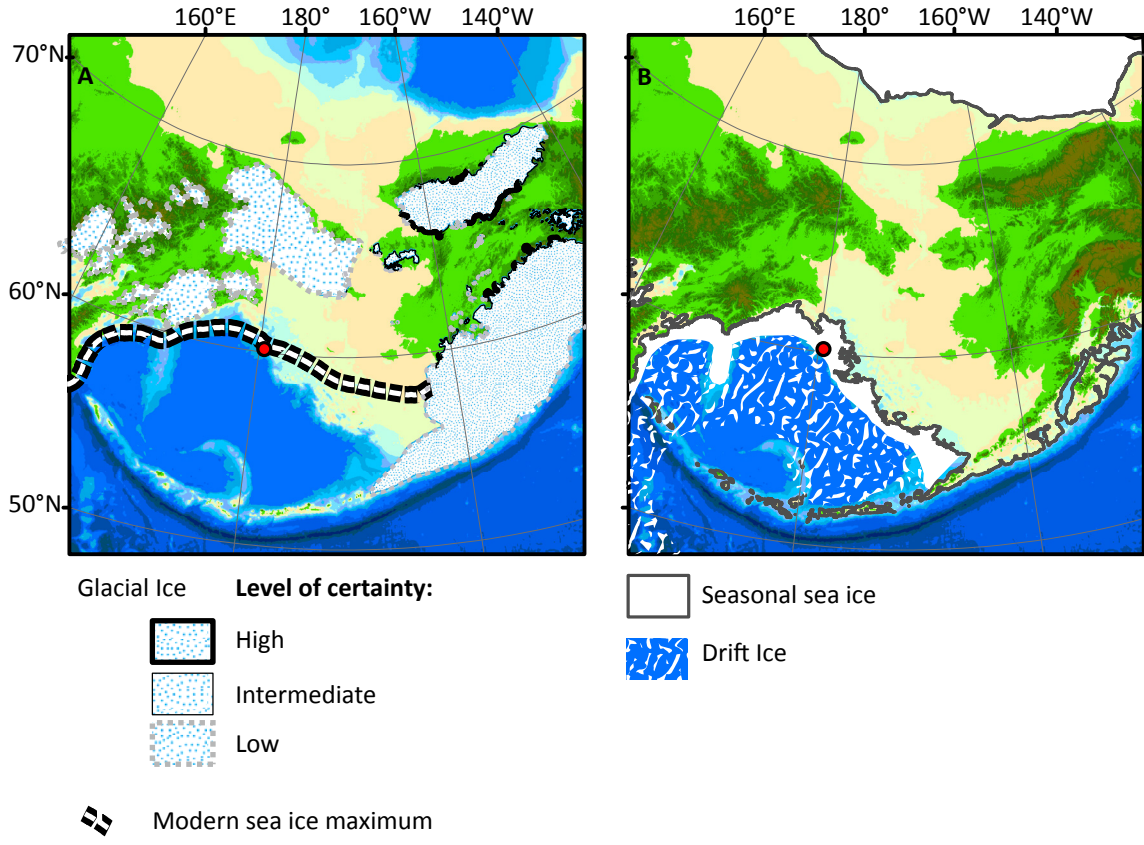 160°E 180° 160°W 140°W
160°E 180° 160°W 140°W
70°N
A
B
60°N
50°N
Glacial Ice Level of certainty:
High
Intermediate
Low
Modern sea ice maximum
Seasonal sea ice
Drift Ice